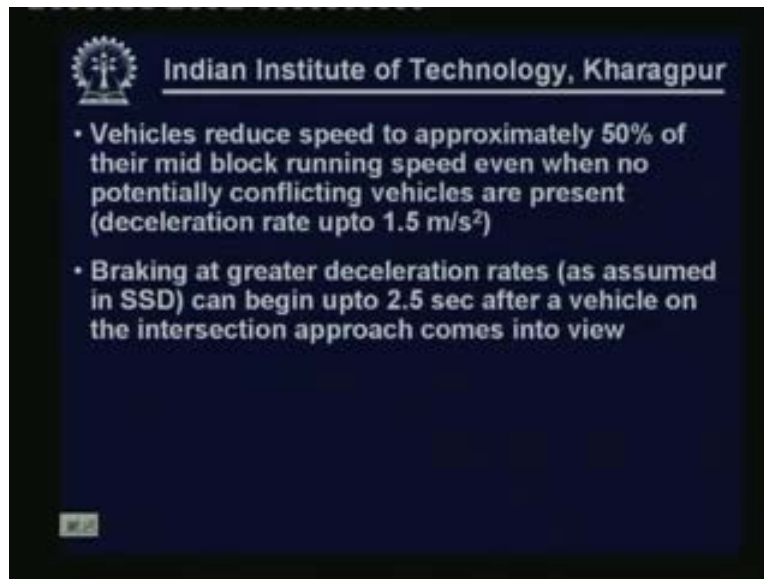 Indian Institute of Technology, Kharagpur
• Vehicles reduce speed to approximately 50% of
their mid block running speed even when no
potentially conflicting vehicles are present
(deceleration rate upto 1.5 m/s²)
• Braking at greater deceleration rates (as assumed
in SSD) can begin upto 2.5 sec after a vehicle on
the intersection approach comes into view